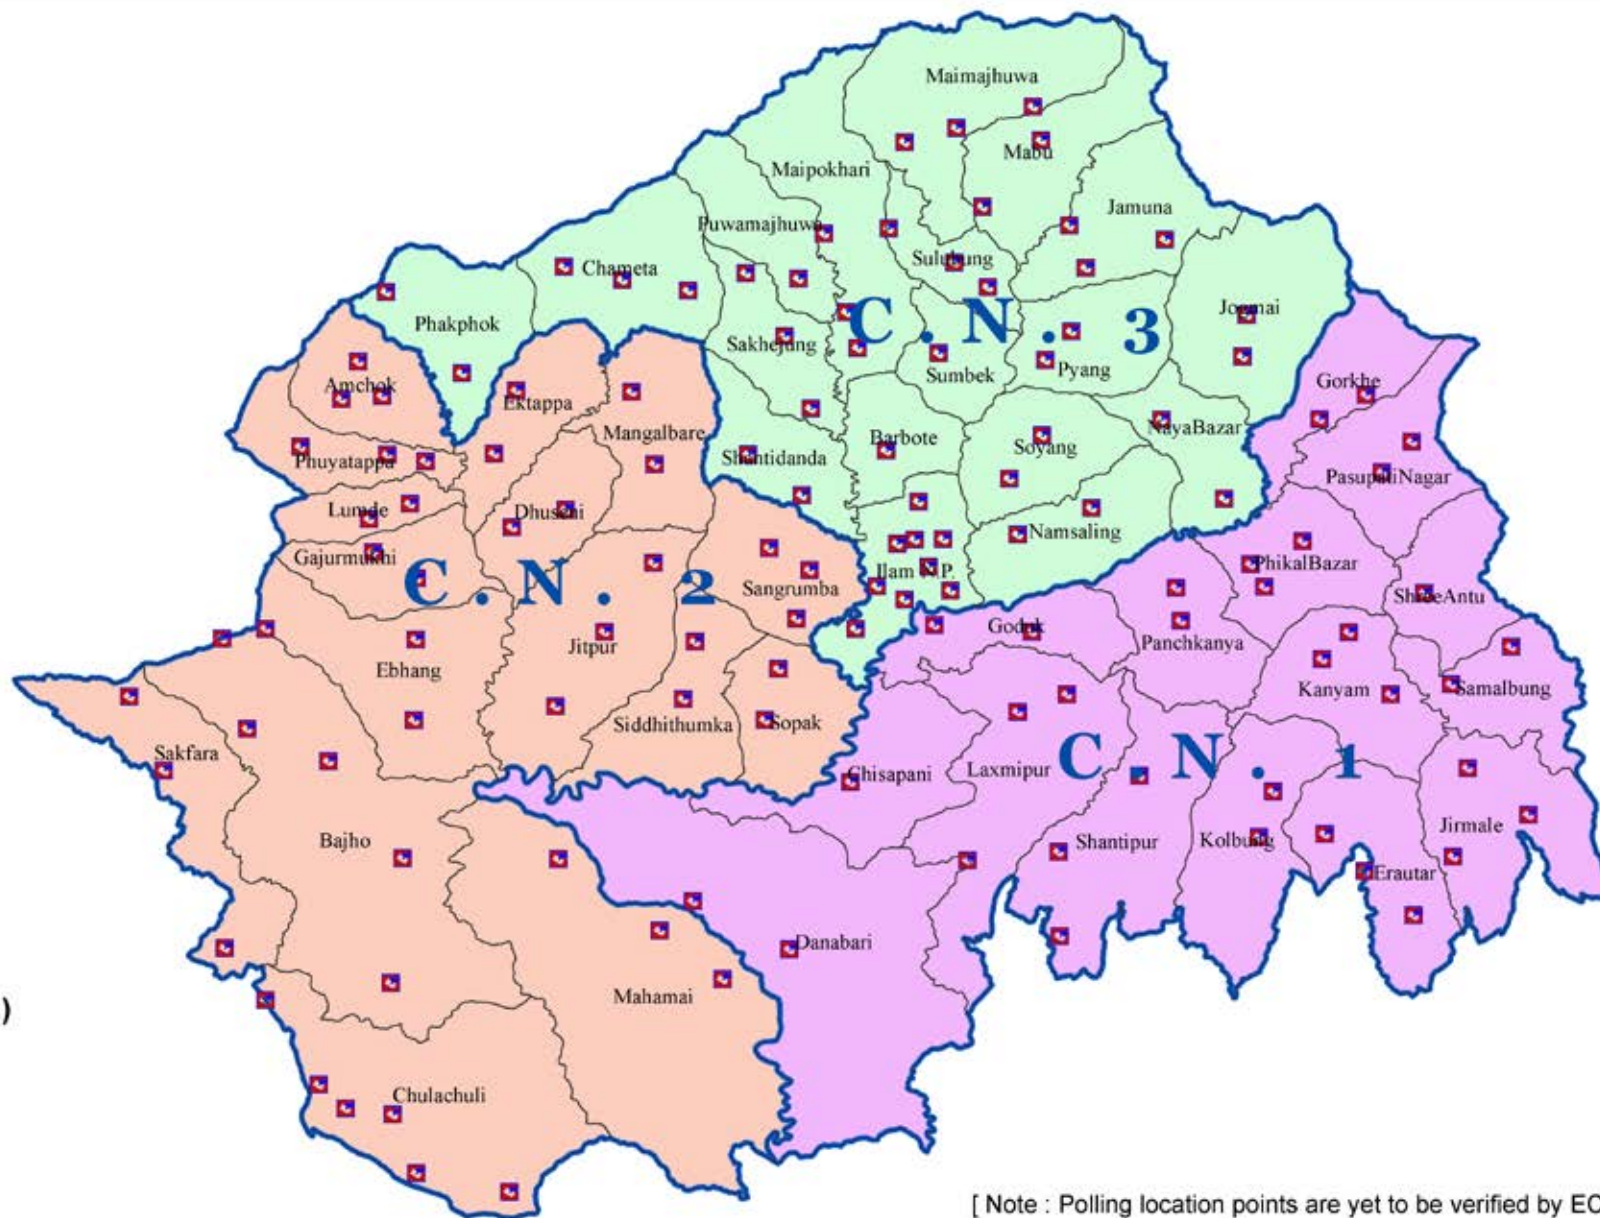 Maimajhuwa
Mabu
Maipokhari
Jamuna
Puwamajhuwa
Sulubung
Chameta
Jogmai
Phakphok
C . N . 3
Sakhejung
Pyang
Sumbek
Gorkhe
Amchok
Ektappa
Mangalbare
Barbote
Soyang
NayaBazar
Phuyatappa
Shantidanda
PasupatiNagar
Lumde
Dhuseni
Namsaling
Gajurmukhi
C . N . 2
Sangrumba
Ilam N.P.
PhikalBazar
ShreeAntu
Godak
Panchkanya
Ebhang
Jitpur
Kanyam
Samalbung
Siddhithumka
Sopak
Sakfara
Chisapani
Laxmipur
C . N . 1
Bajho
Shantipur
Kolbung
Jirmale
Erautar
Danabari
Mahamai
)
Chulachuli
[ Note : Polling location points are yet to be verified by EC